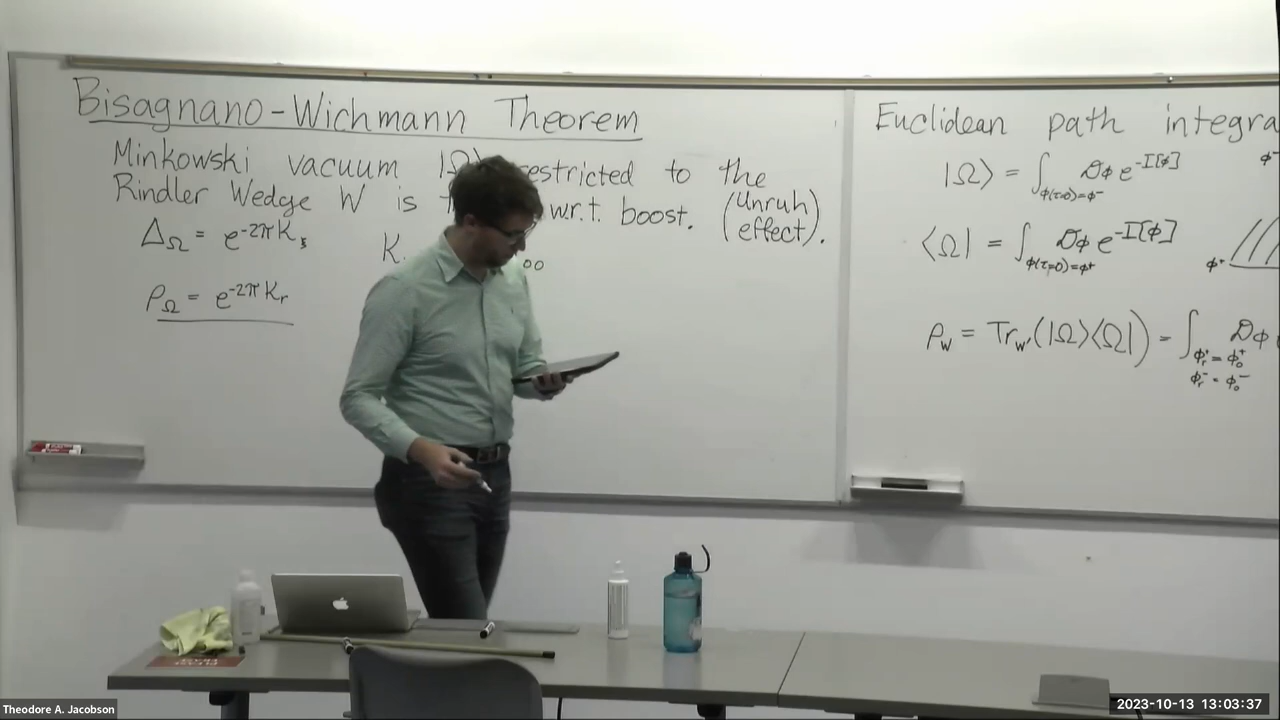 Bisagnano-Wichmann Theorem
Minkowski vacuum |Ω⟩ restricted to the
Rindler Wedge W is w.r.t. boost. (Unruh effect).
Δ_Ω = e^{-2πK},
K.
ρ_Ω = e^{-2πK_r}
Euclidean path integra
|Ω⟩ = ∫_{φ(τ=0)=φ^-} Dφ e^{-I[φ]}
⟨Ω| = ∫_{φ(τ=0)=φ^+} Dφ e^{-I[φ]}
φ^+
ρ_W = Tr_{W'}(|Ω⟩⟨Ω|) = ∫_{φ_r^+ = φ_0^+ φ_r^- = φ_0^-} Dφ
Theodore A. Jacobson
2023-10-13 13:03:37